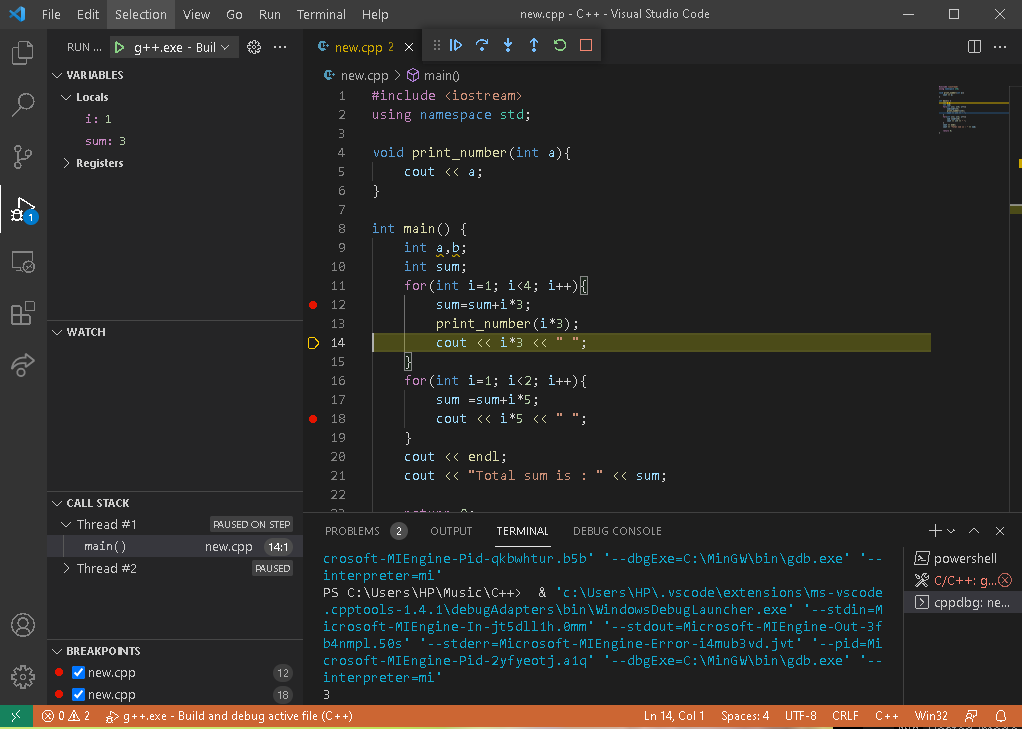 File Edit Selection View Go Run Terminal Help new.cpp - C++ - Visual Studio Code
RUN ... g++.exe - Buil
new.cpp 2
new.cpp > main()
VARIABLES
Locals
i: 1
sum: 3
Registers
WATCH
CALL STACK
Thread #1 PAUSED ON STEP
main() new.cpp 14:1
Thread #2 PAUSED
BREAKPOINTS
new.cpp 12
new.cpp 18
1
1 #include <iostream>
2 using namespace std;
3
4 void print_number(int a){
5 cout << a;
6 }
7
8 int main() {
9 int a,b;
10 int sum;
11 for(int i=1; i<4; i++){
12 sum=sum+i*3;
13 print_number(i*3);
14 cout << i*3 << " ";
15 }
16 for(int i=1; i<2; i++){
17 sum =sum+i*5;
18 cout << i*5 << " ";
19 }
20 cout << endl;
21 cout << "Total sum is : " << sum;
22
PROBLEMS 2 OUTPUT TERMINAL DEBUG CONSOLE
crosoft-MIEngine-Pid-qkbwhtur.b5b' '--dbgExe=C:\MinGW\bin\gdb.exe' '--
interpreter=mi'
PS C:\Users\HP\Music\C++> & 'c:\Users\HP\.vscode\extensions\ms-vscode
.cpptools-1.4.1\debugAdapters\bin\WindowsDebugLauncher.exe' '--stdin=M
icrosoft-MIEngine-In-jt5dll1h.0mm' '--stdout=Microsoft-MIEngine-Out-3f
b4nmpl.50s' '--stderr=Microsoft-MIEngine-Error-i4mub3vd.jvt' '--pid=Mi
crosoft-MIEngine-Pid-2yfyeotj.a1q' '--dbgExe=C:\MinGW\bin\gdb.exe' '--
interpreter=mi'
3
powershell
C/C++: g...
cppdbg: ne...
0 2 g++.exe - Build and debug active file (C++) Ln 14, Col 1 Spaces: 4 UTF-8 CRLF C++ Win32